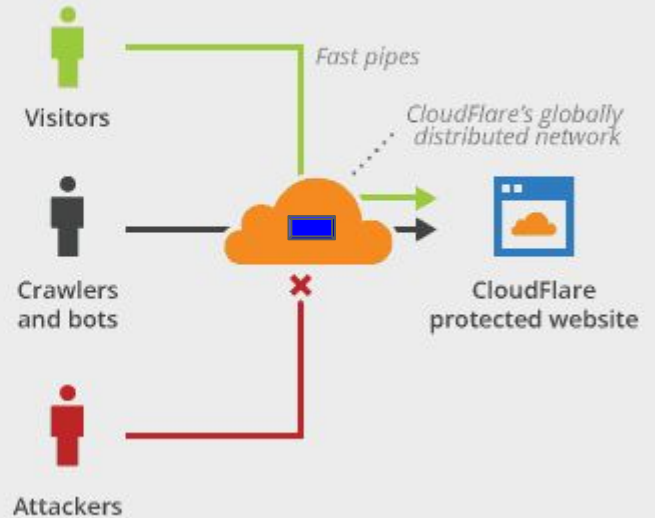 Fast pipes
Visitors
CloudFlare's globally
distributed network
Crawlers
and bots
CloudFlare
protected website
Attackers